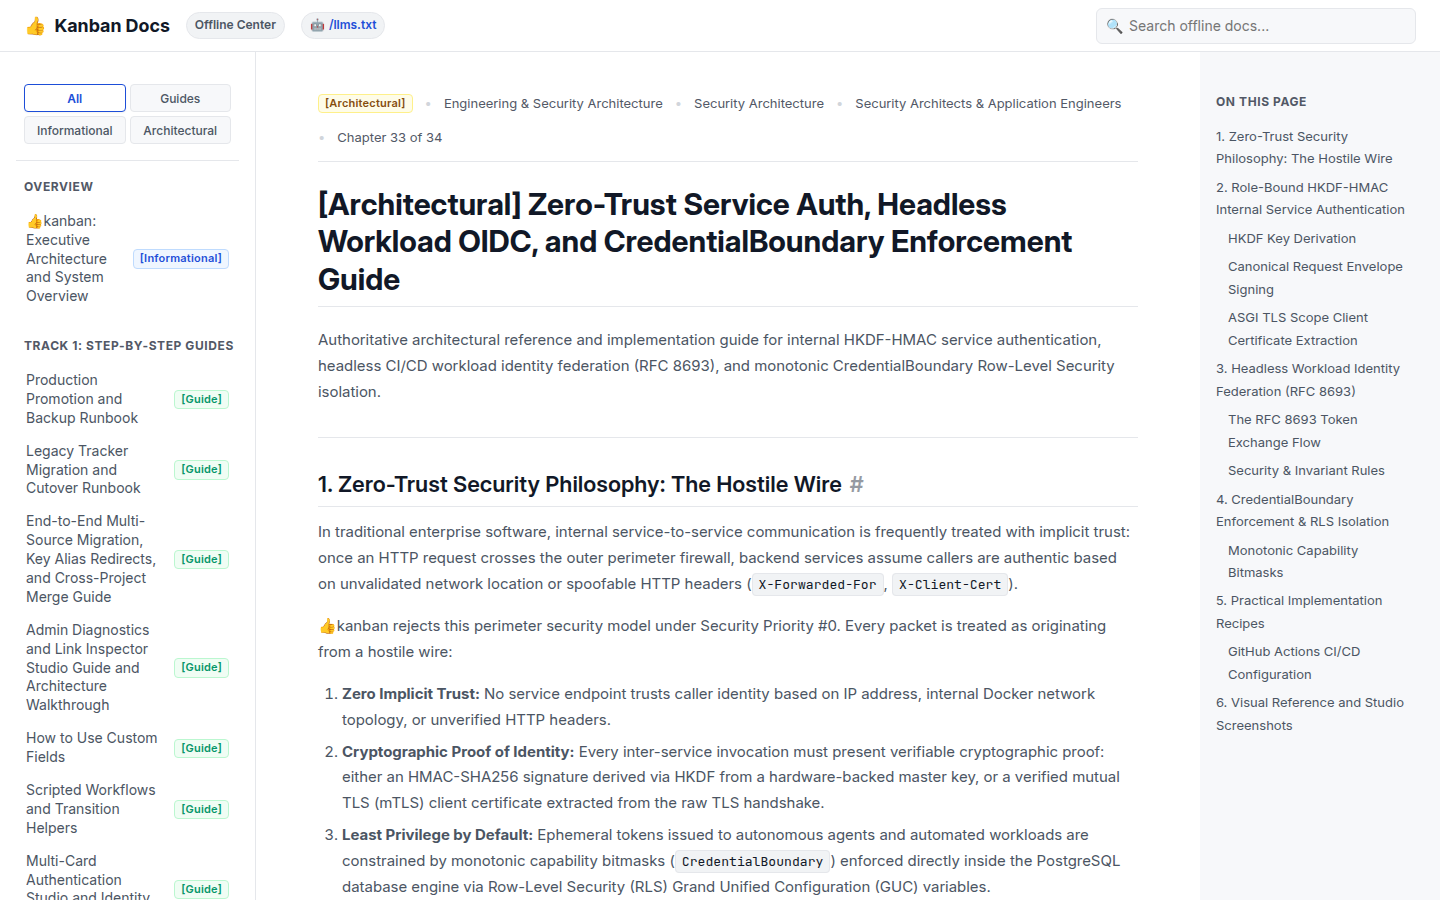 👍 Kanban Docs
Offline Center
🤖 /llms.txt
🔍 Search offline docs...
All
Guides
Informational
Architectural
OVERVIEW
👍kanban:
Executive
Architecture
and System
Overview
[Informational]
TRACK 1: STEP-BY-STEP GUIDES
Production
Promotion and
Backup Runbook
[Guide]
Legacy Tracker
Migration and
Cutover Runbook
[Guide]
End-to-End Multi-
Source Migration,
Key Alias Redirects,
and Cross-Project
Merge Guide
[Guide]
Admin Diagnostics
and Link Inspector
Studio Guide and
Architecture
Walkthrough
[Guide]
How to Use Custom
Fields
[Guide]
Scripted Workflows
and Transition
Helpers
[Guide]
Multi-Card
Authentication
Studio and Identity
[Guide]
[Architectural] • Engineering & Security Architecture • Security Architecture • Security Architects & Application Engineers
• Chapter 33 of 34
[Architectural] Zero-Trust Service Auth, Headless
Workload OIDC, and CredentialBoundary Enforcement
Guide
Authoritative architectural reference and implementation guide for internal HKDF-HMAC service authentication,
headless CI/CD workload identity federation (RFC 8693), and monotonic CredentialBoundary Row-Level Security
isolation.
1. Zero-Trust Security Philosophy: The Hostile Wire #
In traditional enterprise software, internal service-to-service communication is frequently treated with implicit trust:
once an HTTP request crosses the outer perimeter firewall, backend services assume callers are authentic based
on unvalidated network location or spoofable HTTP headers (X-Forwarded-For, X-Client-Cert).
👍kanban rejects this perimeter security model under Security Priority #0. Every packet is treated as originating
from a hostile wire:
1. Zero Implicit Trust: No service endpoint trusts caller identity based on IP address, internal Docker network
topology, or unverified HTTP headers.
2. Cryptographic Proof of Identity: Every inter-service invocation must present verifiable cryptographic proof:
either an HMAC-SHA256 signature derived via HKDF from a hardware-backed master key, or a verified mutual
TLS (mTLS) client certificate extracted from the raw TLS handshake.
3. Least Privilege by Default: Ephemeral tokens issued to autonomous agents and automated workloads are
constrained by monotonic capability bitmasks (CredentialBoundary) enforced directly inside the PostgreSQL
database engine via Row-Level Security (RLS) Grand Unified Configuration (GUC) variables.
ON THIS PAGE
1. Zero-Trust Security
Philosophy: The Hostile Wire
2. Role-Bound HKDF-HMAC
Internal Service Authentication
HKDF Key Derivation
Canonical Request Envelope
Signing
ASGI TLS Scope Client
Certificate Extraction
3. Headless Workload Identity
Federation (RFC 8693)
The RFC 8693 Token
Exchange Flow
Security & Invariant Rules
4. CredentialBoundary
Enforcement & RLS Isolation
Monotonic Capability
Bitmasks
5. Practical Implementation
Recipes
GitHub Actions CI/CD
Configuration
6. Visual Reference and Studio
Screenshots